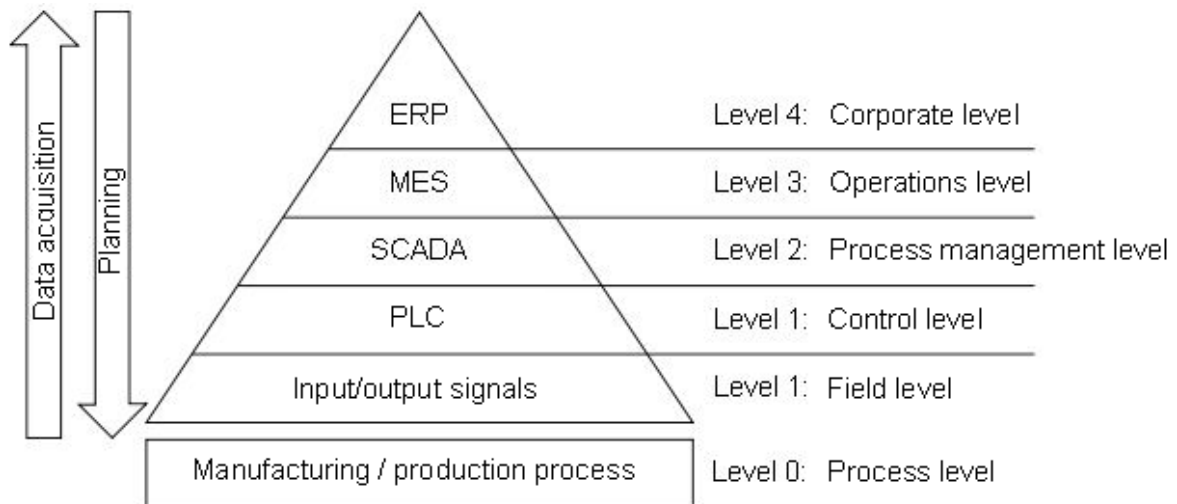 Data acquisition
Planning
ERP
Level 4: Corporate level
MES
Level 3: Operations level
SCADA
Level 2: Process management level
PLC
Level 1: Control level
Input/output signals
Level 1: Field level
Manufacturing / production process
Level 0: Process level